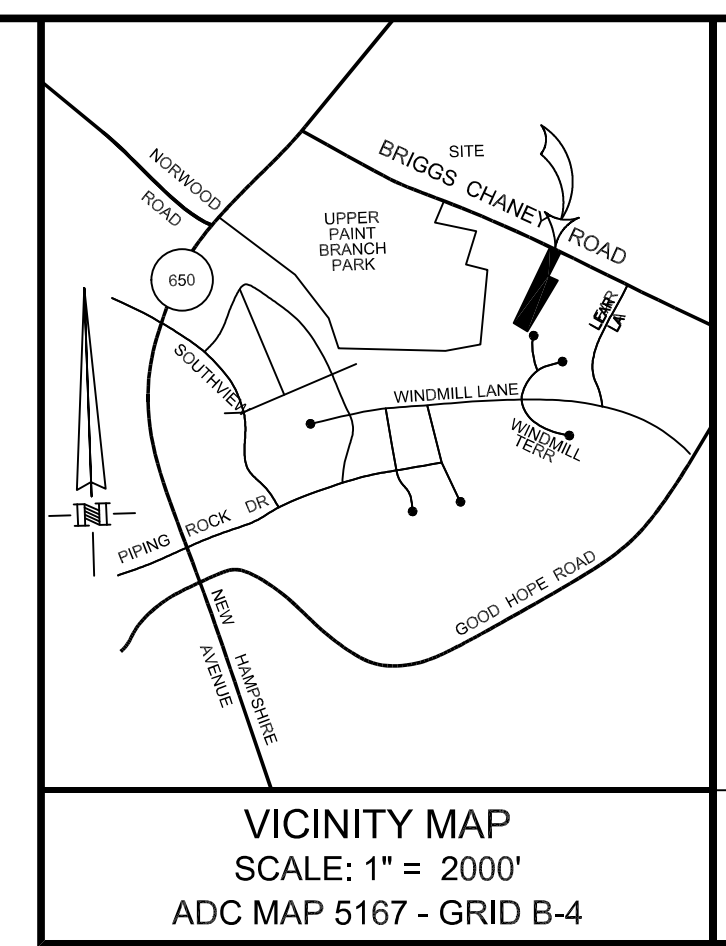 SITE
BRIGGS CHANEY ROAD
NORWOOD
ROAD
UPPER
PAINT
BRANCH
PARK
650
SOUTHVIEW
WINDMILL LANE
WINDMILL
TERR
N
PIPING ROCK DR
GOOD HOPE ROAD
NEW HAMPSHIRE
AVENUE
VICINITY MAP
SCALE: 1" = 2000'
ADC MAP 5167 - GRID B-4